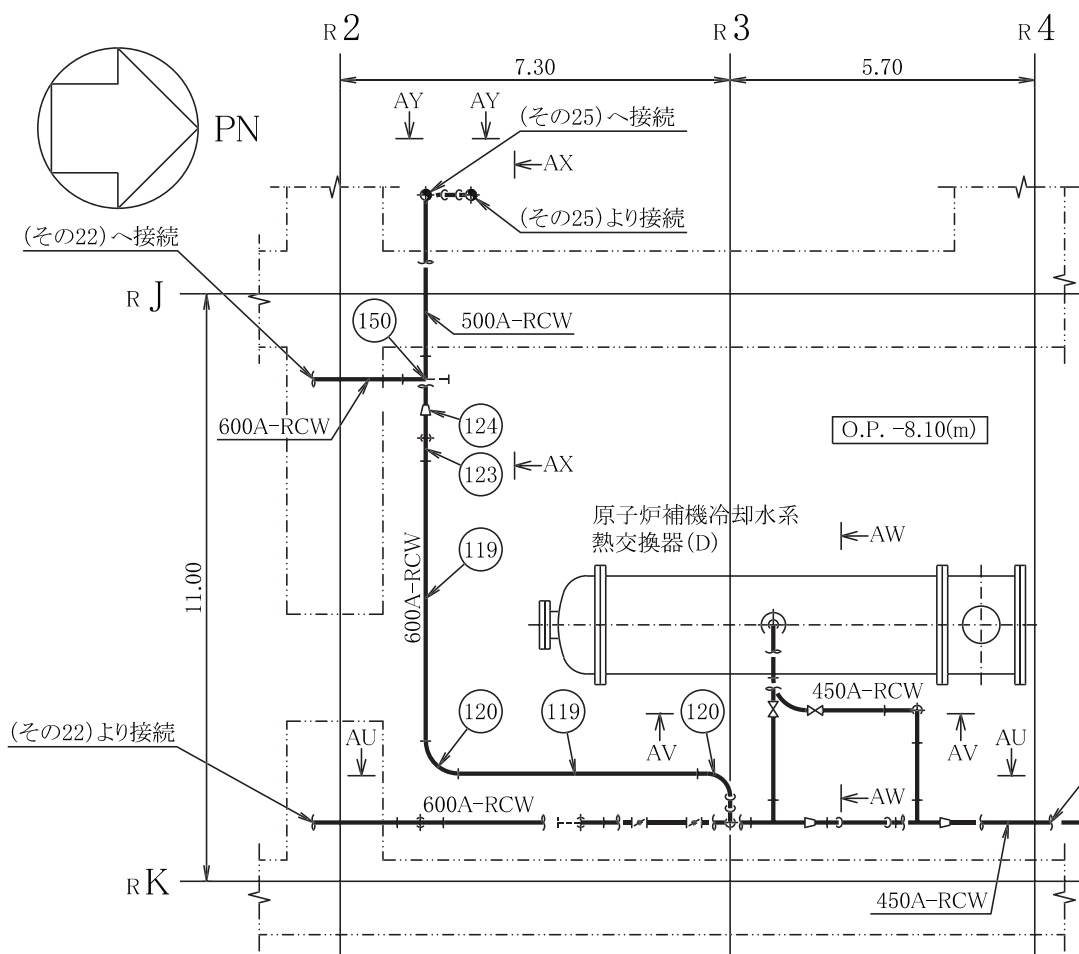 R 2
R 3
R 4
7.30
5.70
PN
AY
AY
(その25)へ接続
AX
(その25)より接続
(その22)へ接続
R J
150
500A-RCW
600A-RCW
124
O.P. -8.10(m)
123
AX
原子炉補機冷却水系
熱交換器(D)
AW
119
600A-RCW
11.00
450A-RCW
120
119
120
(その22)より接続
AU
AV
AV
AU
600A-RCW
AW
R K
450A-RCW